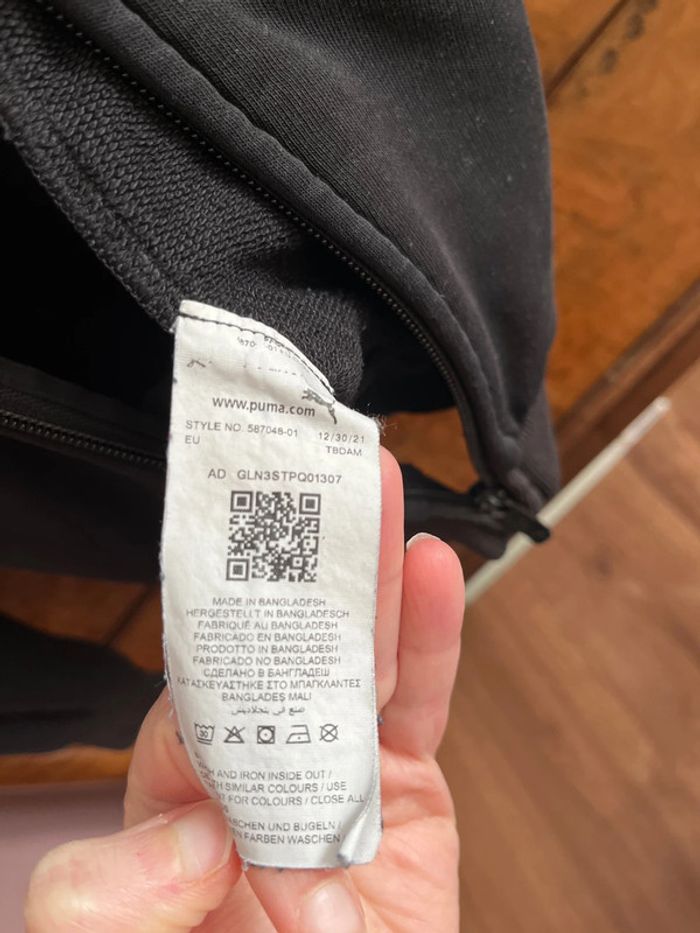 www.puma.com
STYLE NO. 587048-01 12/30/21
EU TBDAM
AD GLN3STPQ01307
MADE IN BANGLADESH
HERGESTELLT IN BANGLADESCH
FABRIQUÉ AU BANGLADESH
FABRICADO EN BANGLADESH
PRODOTTO IN BANGLADESH
FABRICADO NO BANGLADESH
СДЕЛАНО В БАНГЛАДЕШ
ΚΑΤΑΣΚΕΥΑΣΤΗΚΕ ΣΤΟ ΜΠΑΓΚΛΑΝΤΕΣ
BANGLADEŞ MALI
صنع في بنجلاديش
30
AND IRON INSIDE OUT /
SIMILAR COLOURS / USE
FOR COLOURS / CLOSE ALL
UND BÜGELN /
FARBEN WASCHEN